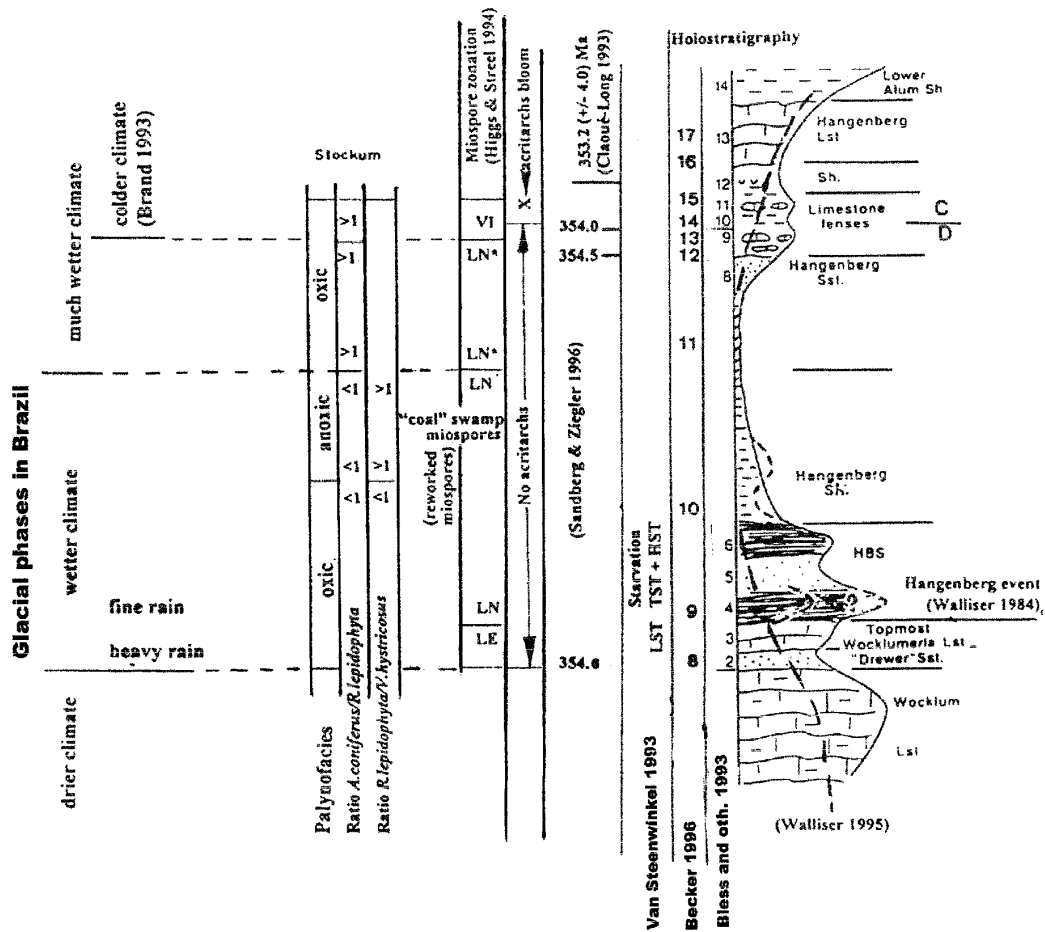 Glacial phases in Brazil
drier climate
wetter climate
much wetter climate
colder climate
(Brand 1993)
heavy rain
fine rain
Stockum
Palynofacies
oxic
anoxic
oxic
Ratio A.coniferus/R.lepidophyta
>1
>1
>1
<1
<1
<1
Ratio R.lepidophyta/V.hystricosus
>1
>1
<1
Miospore zonation
(Higgs & Streel 1994)
VI
LN*
LN*
LN
"coal" swamp
miospores
(reworked
miospores)
LN
LE
acritarchs bloom
X
No acritarchs
353.2 (+/- 4.0) Ma
(Claoué-Long 1993)
354.0
354.5
(Sandberg & Ziegler 1996)
354.6
Starvation
LST TST + HST
Van Steenwinkel 1993
17
16
15
14
13
12
11
10
9
8
Becker 1996
14
13
12
11
10
9
8
6
5
4
3
2
Bless and oth. 1993
Holostratigraphy
Lower
Alum Sh
Hangenberg
Lst
Sh.
Limestone
lenses
C
D
Hangenberg
Sst.
Hangenberg
Sh.
HBS
Hangenberg event
(Walliser 1984)
Topmost
Wocklumeria Lst
"Drewer" Sst.
Wocklum
Lst
(Walliser 1995)